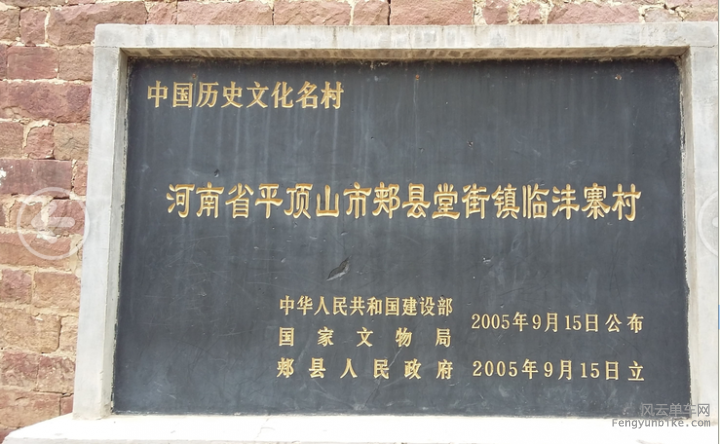 中国历史文化名村
河南省平顶山市郏县堂街镇临沣寨村
中华人民共和国建设部
国家文物局
2005年9月15日公布
郏县人民政府 2005年9月15日立
风云单车网
Fengyunbike.com